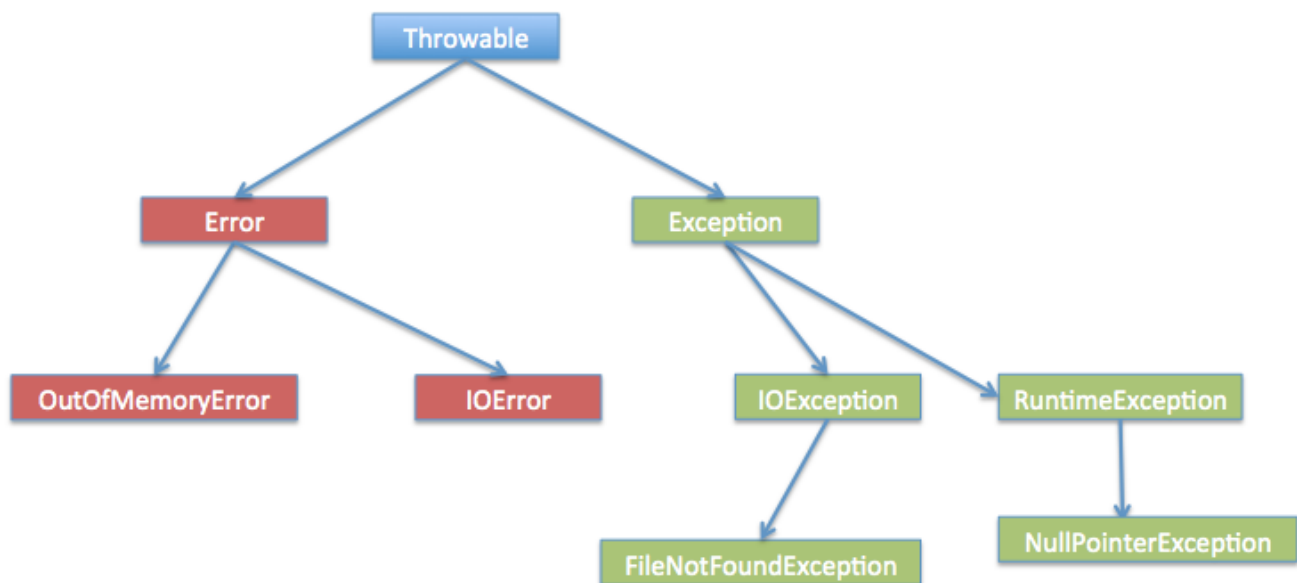 Throwable
Error
Exception
OutOfMemoryError
IOError
IOException
RuntimeException
FileNotFoundException
NullPointerException